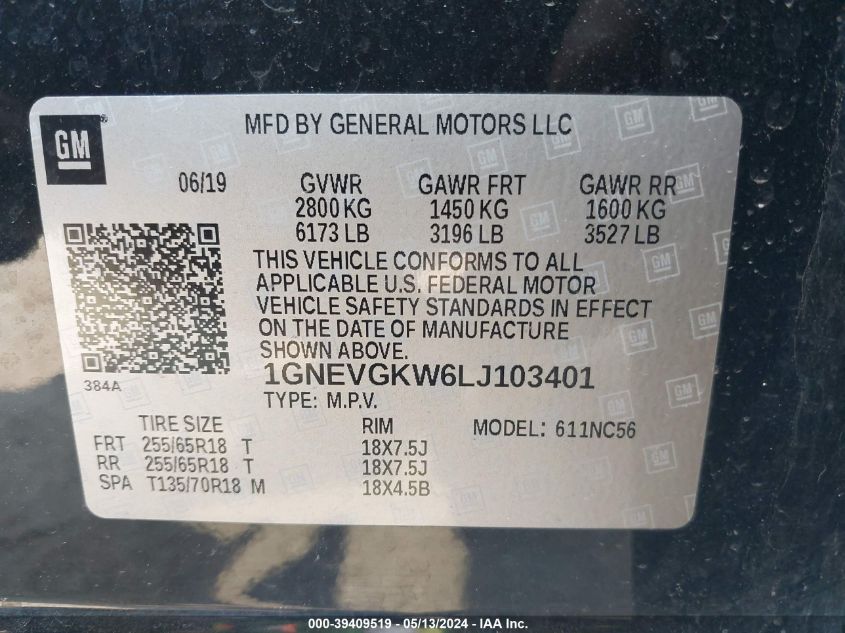 GM
MFD BY GENERAL MOTORS LLC
06/19 GVWR GAWR FRT GAWR RR
2800 KG 1450 KG 1600 KG
6173 LB 3196 LB 3527 LB
THIS VEHICLE CONFORMS TO ALL
APPLICABLE U.S. FEDERAL MOTOR
VEHICLE SAFETY STANDARDS IN EFFECT
ON THE DATE OF MANUFACTURE
SHOWN ABOVE.
384A
1GNEVGKW6LJ103401
TYPE: M.P.V.
TIRE SIZE RIM MODEL: 611NC56
FRT 255/65R18 T 18X7.5J
RR 255/65R18 T 18X7.5J
SPA T135/70R18 M 18X4.5B
000-39409519 - 05/13/2024 - IAA Inc.